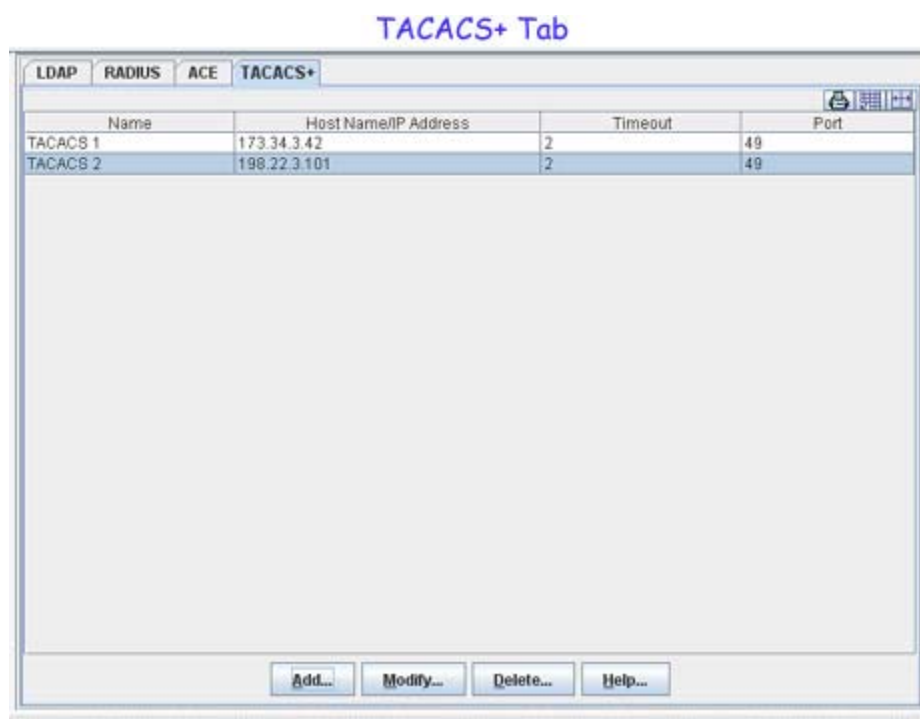 TACACS+ Tab
LDAP RADIUS ACE TACACS+
Name Host Name/IP Address Timeout Port
TACACS 1 173.34.3.42 2 49
TACACS 2 198.22.3.101 2 49
Add... Modify... Delete... Help...